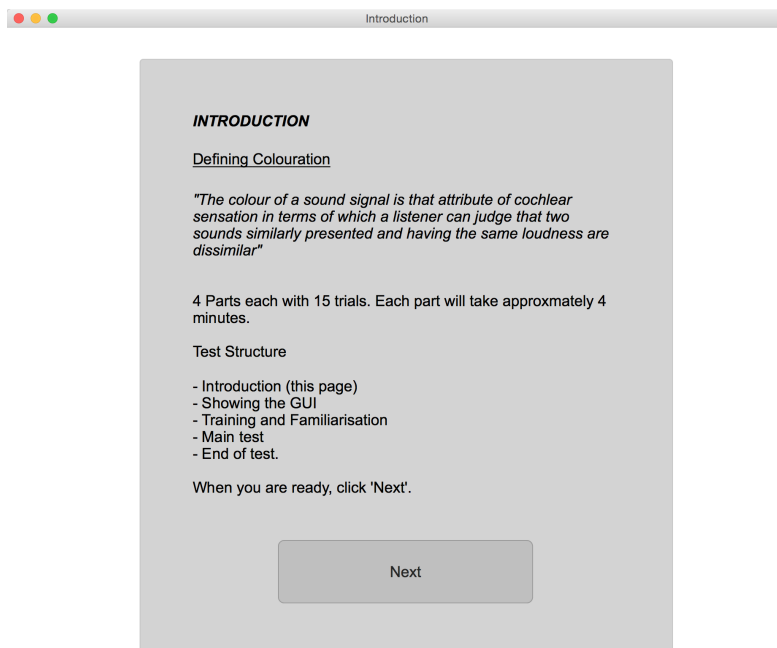 Introduction
INTRODUCTION
Defining Colouration
"The colour of a sound signal is that attribute of cochlear
sensation in terms of which a listener can judge that two
sounds similarly presented and having the same loudness are
dissimilar"
4 Parts each with 15 trials. Each part will take approxmately 4
minutes.
Test Structure
- Introduction (this page)
- Showing the GUI
- Training and Familiarisation
- Main test
- End of test.
When you are ready, click 'Next'.
Next